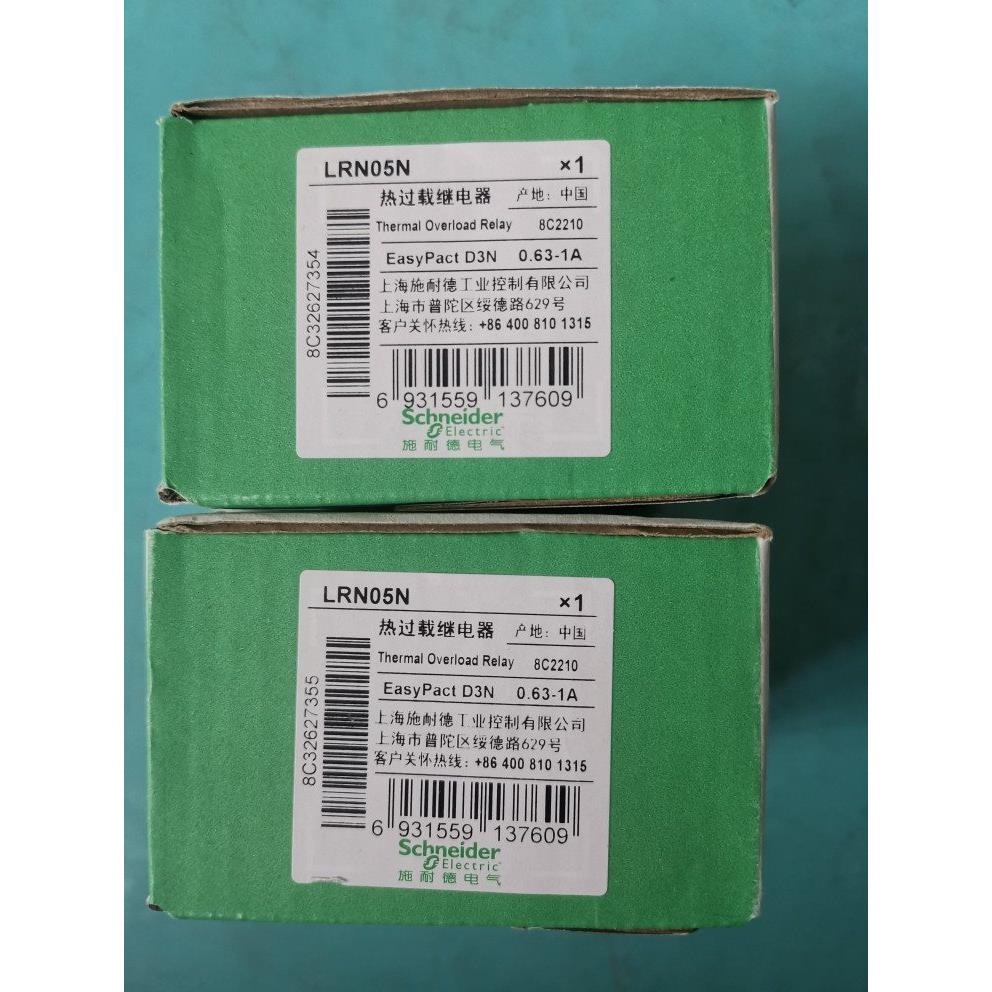 LRN05N ×1
热过载继电器 产地: 中国
Thermal Overload Relay 8C2210
EasyPact D3N 0.63-1A
上海施耐德工业控制有限公司
上海市普陀区绥德路629号
客户关怀热线: +86 400 810 1315
8C32627354
6 931559 137609
Schneider
Electric
施耐德电气
LRN05N ×1
热过载继电器 产地: 中国
Thermal Overload Relay 8C2210
EasyPact D3N 0.63-1A
上海施耐德工业控制有限公司
上海市普陀区绥德路629号
客户关怀热线: +86 400 810 1315
8C32627355
6 931559 137609
Schneider
Electric
施耐德电气